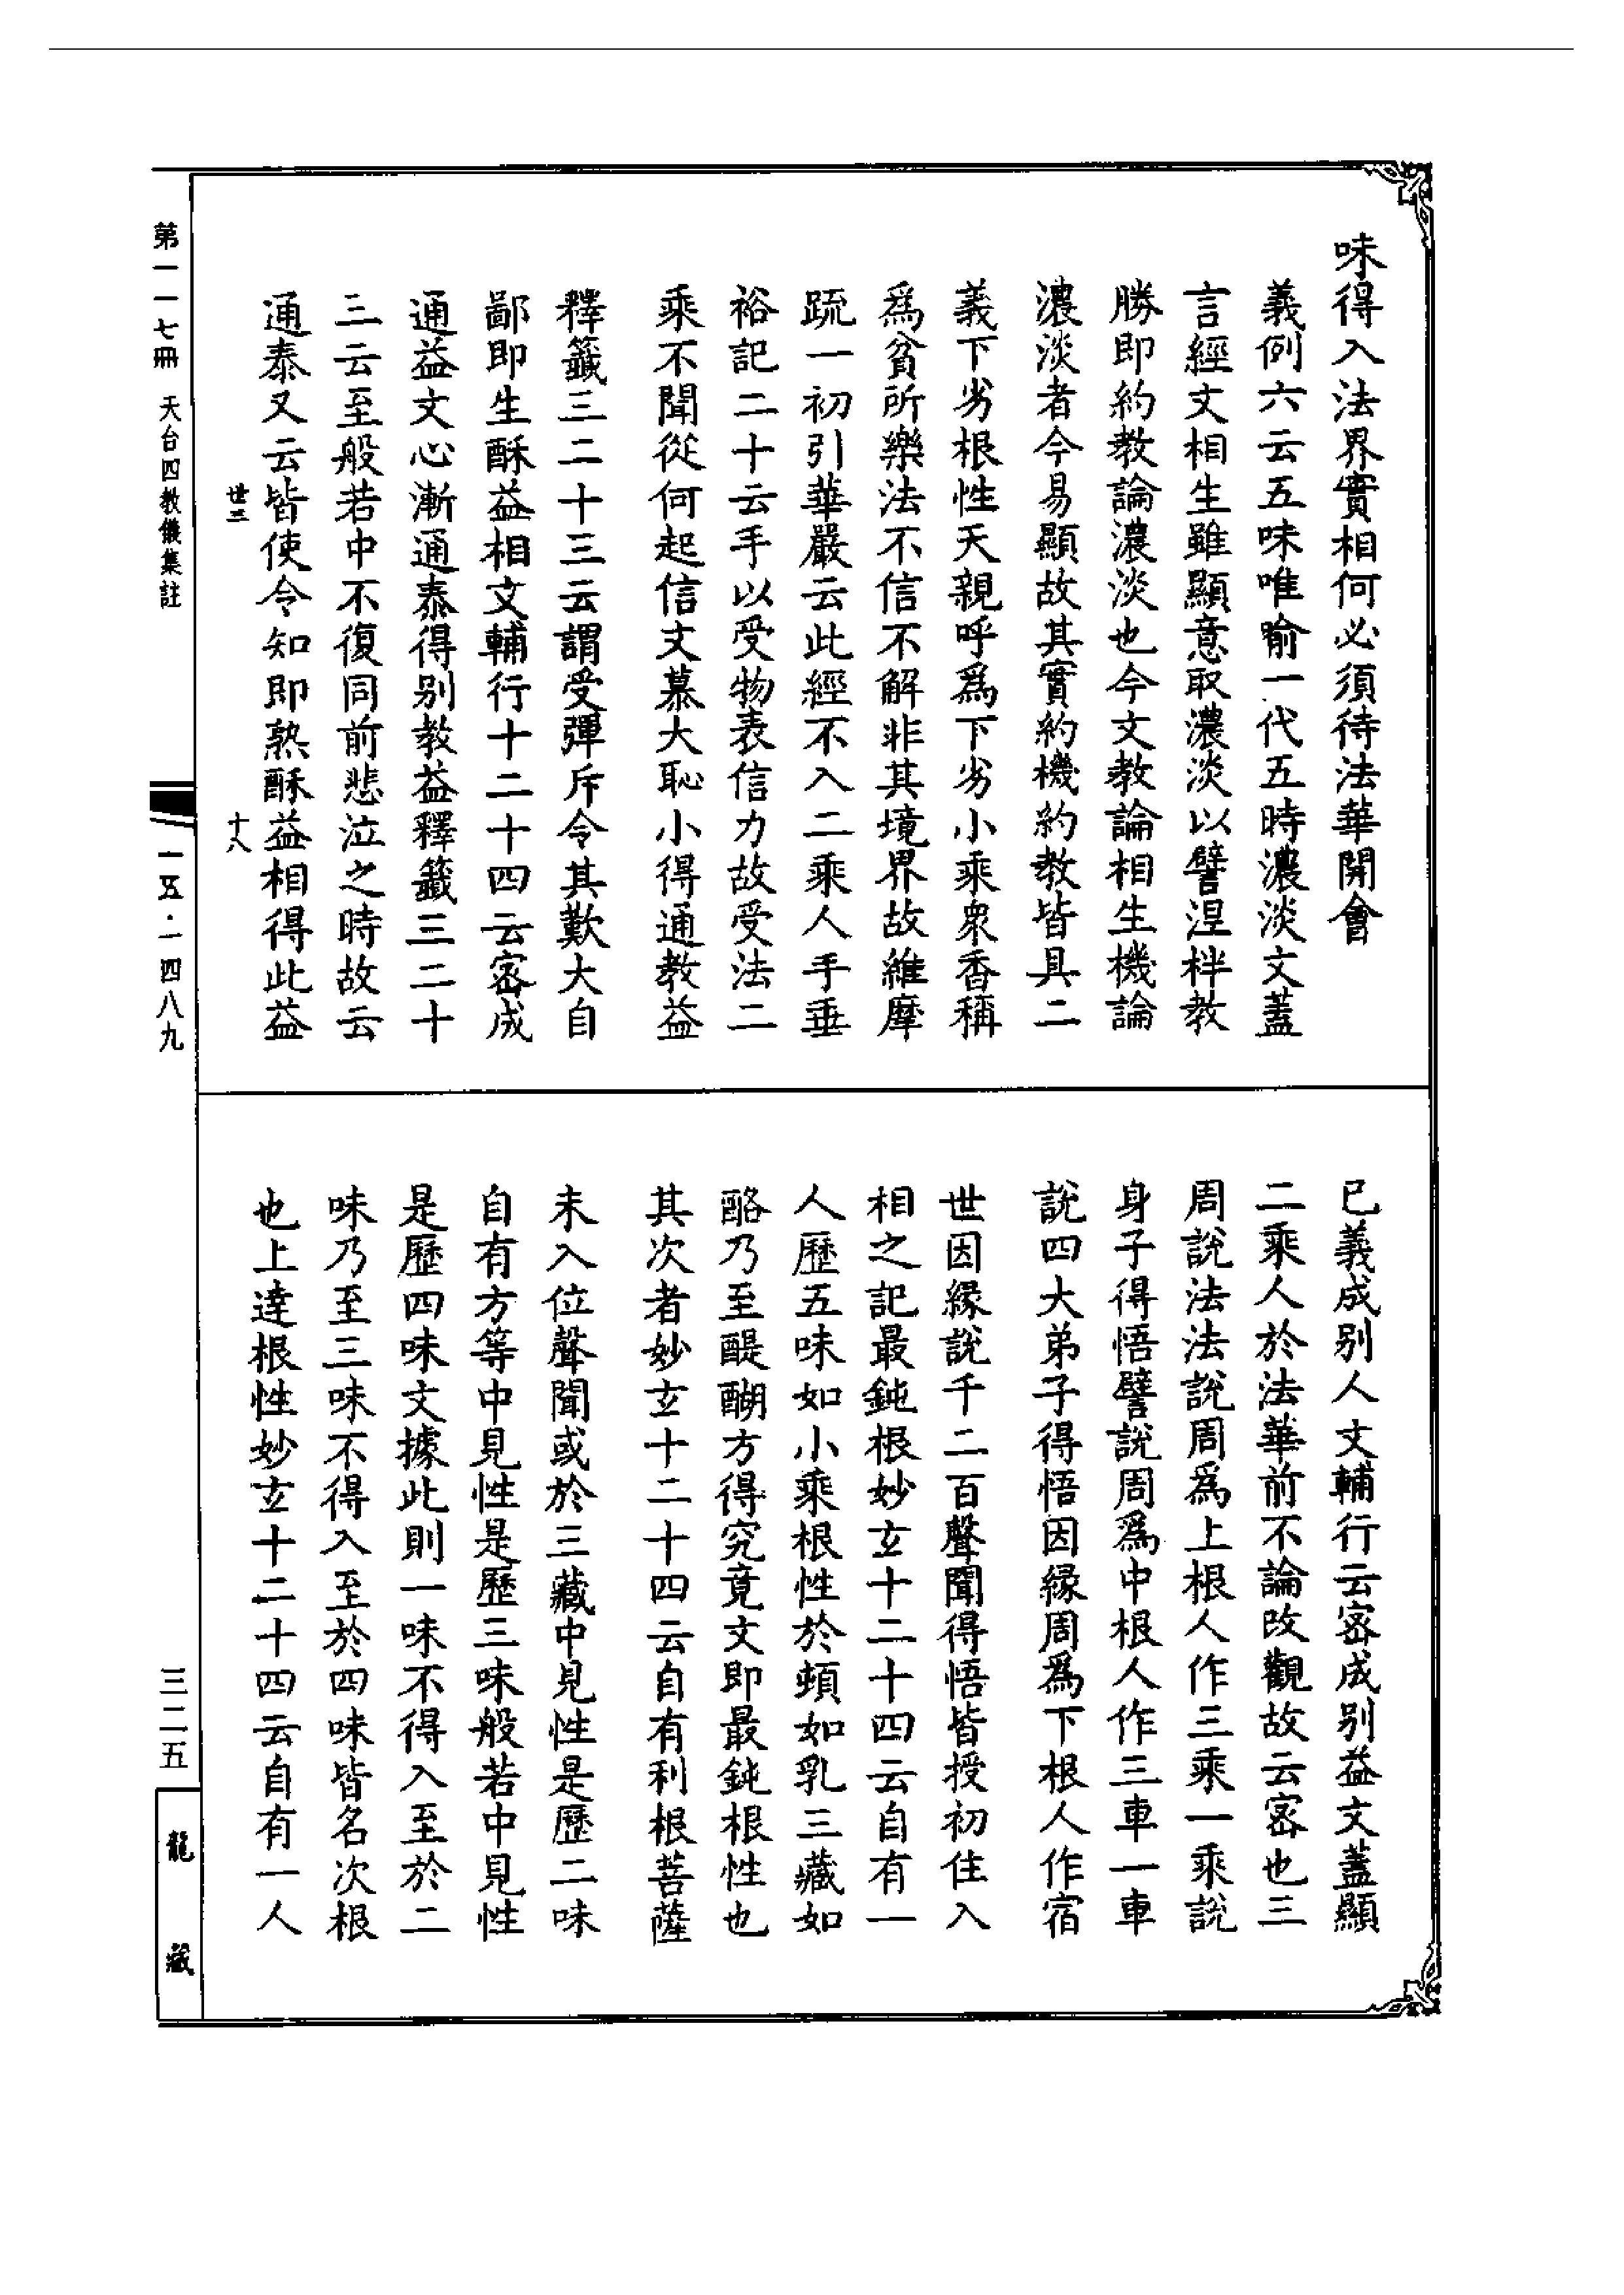 味得入法界實相何必須待法華開會
義例六云五味唯喻一代五時濃淡文蓋
言經文相生雖顯意取濃淡以譬涅槃教
勝即約教論濃淡也今文教論相生機論
濃淡者今易顯故其實約機約教皆具二
義下劣根性天親呼爲下劣小乘衆香稱
爲貧所樂法不信不解非其境界故維摩
䟽一初引華嚴云此經不入二乘人手垂
裕記二十云手以受物表信力故受法二
乘不聞從何起信文慕大恥小得通教益
釋籤三二十三云謂受彈斥令其歎大自
鄙即生酥益相文輔行十二十四云密成
通益文心漸通泰得别教益釋籤三二十
三云至般若中不復同前悲泣之時故云
通泰又云皆使令知即熟酥益相得此益
世三
十八
已義成别人文輔行云密成别益文蓋顯
二乘人於法華前不論改觀故云密也三
周説法法説周爲上根人作三乘一乘説
身子得悟譬説周爲中根人作三車一車
説四大弟子得悟因緣周爲下根人作宿
世因緣説千二百聲聞得悟皆授初住入
相之記最鈍根妙玄十二十四云自有一
人歷五味如小乘根性於頓如乳三藏如
酪乃至醍醐方得究竟文即最鈍根性也
其次者妙玄十二十四云自有利根菩薩
未入位聲聞或於三藏中見性是歷二味
自有方等中見性是歷三味般若中見性
是歷四味文據此則一味不得入至於二
味乃至三味不得入至於四味皆名次根
也上達根性妙玄十二十四云自有一人
第一一七冊 天台四教儀集註
一五·一四八九
三二五
龍藏